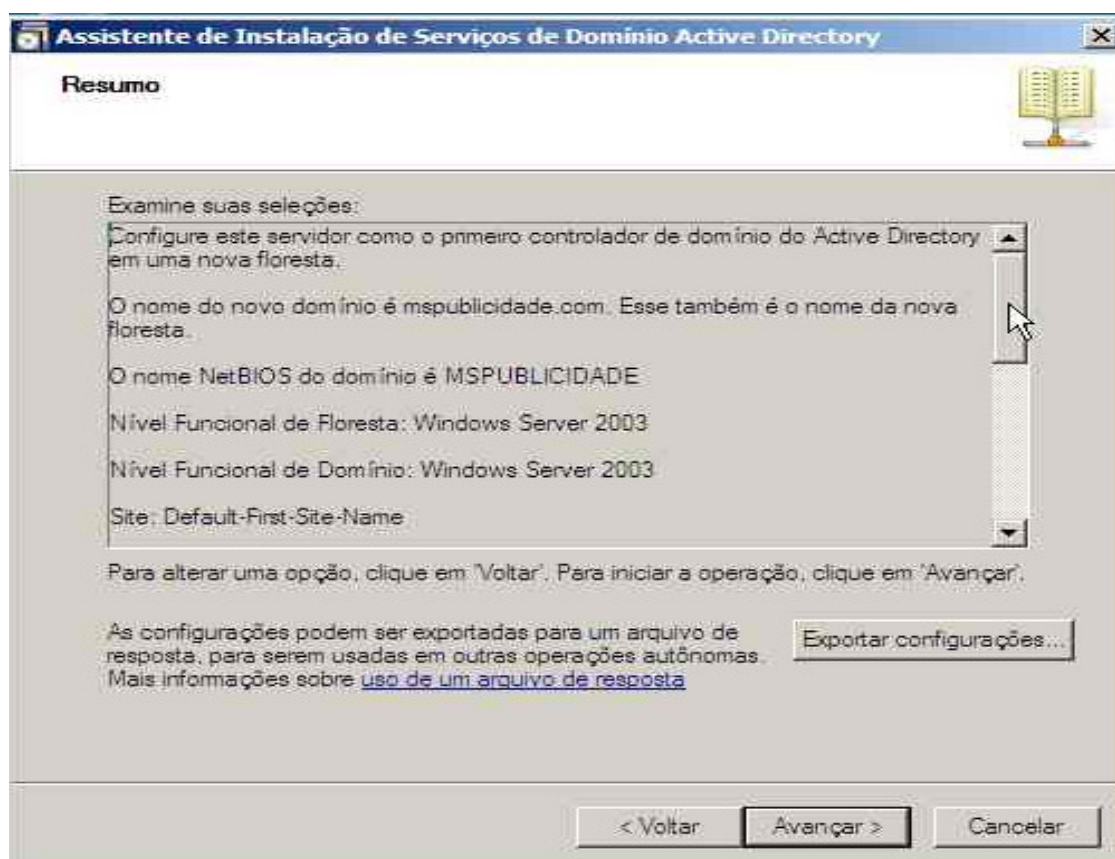 Assistente de Instalação de Serviços de Domínio Active Directory
Resumo
Examine suas seleções:
Configure este servidor como o primeiro controlador de domínio do Active Directory
em uma nova floresta.
O nome do novo domínio é mspublicidade.com. Esse também é o nome da nova
floresta.
O nome NetBIOS do domínio é MSPUBLICIDADE
Nível Funcional de Floresta: Windows Server 2003
Nível Funcional de Domínio: Windows Server 2003
Site: Default-First-Site-Name
Para alterar uma opção, clique em 'Voltar'. Para iniciar a operação, clique em 'Avançar'.
As configurações podem ser exportadas para um arquivo de
resposta, para serem usadas em outras operações autônomas.
Mais informações sobre uso de um arquivo de resposta
Exportar configurações...
< Voltar
Avançar >
Cancelar